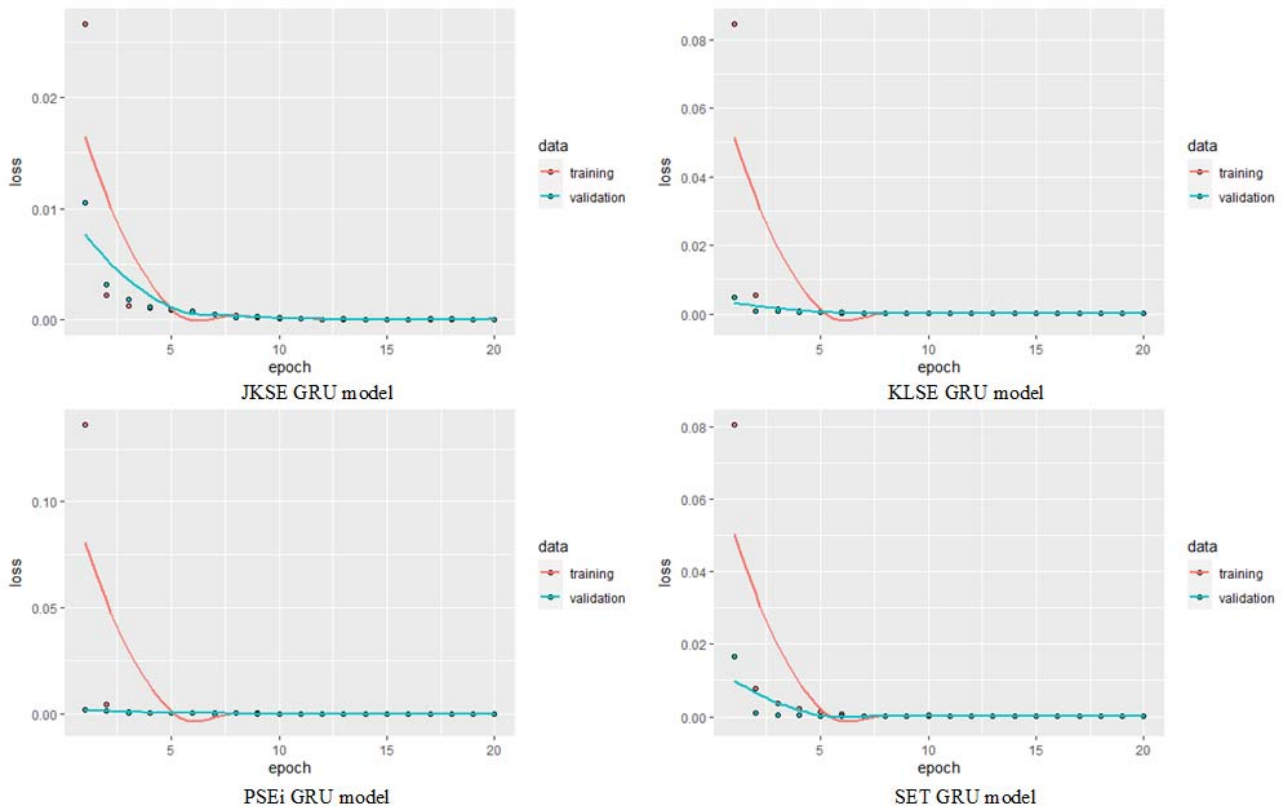 0.02
0.01
0.00
loss
5
10
15
20
epoch
data
training
validation
JKSE GRU model
0.08
0.06
0.04
0.02
0.00
loss
5
10
15
20
epoch
data
training
validation
KLSE GRU model
0.10
0.05
0.00
loss
5
10
15
20
epoch
data
training
validation
PSEi GRU model
0.08
0.06
0.04
0.02
0.00
loss
5
10
15
20
epoch
data
training
validation
SET GRU model